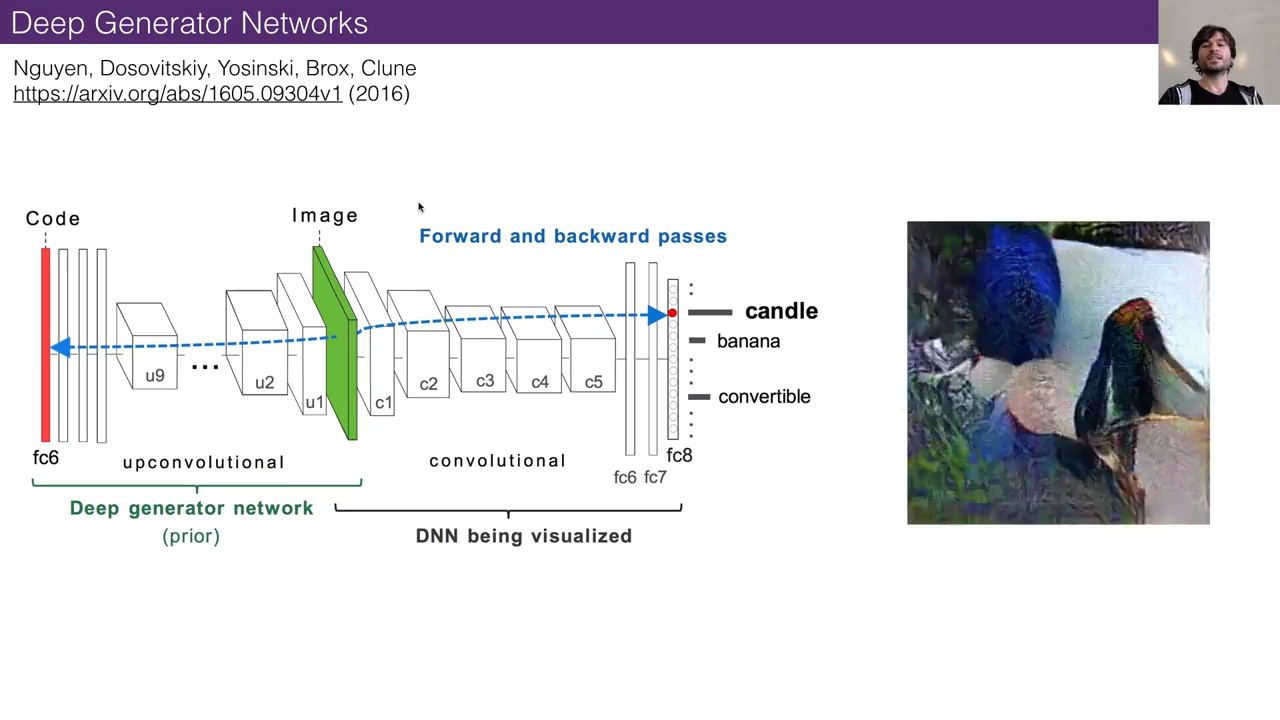 Deep Generator Networks
Nguyen, Dosovitskiy, Yosinski, Brox, Clune
https://arxiv.org/abs/1605.09304v1 (2016)
Code
Image
Forward and backward passes
candle
banana
convertible
u9
...
u2
u1
c1
c2
c3
c4
c5
fc6
upconvolutional
convolutional
fc6
fc7
fc8
Deep generator network
(prior)
DNN being visualized